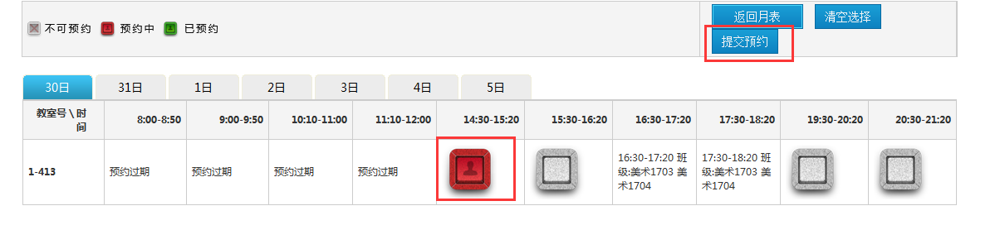 不可预约 预约中 已预约
返回月表 清空选择
提交预约
30日 31日 1日 2日 3日 4日 5日
教室号 \ 时
间
8:00-8:50 9:00-9:50 10:10-11:00 11:10-12:00 14:30-15:20 15:30-16:20 16:30-17:20 17:30-18:20 19:30-20:20 20:30-21:20
1-413
预约过期 预约过期 预约过期 预约过期
16:30-17:20 班
级:美术1703 美
术1704
17:30-18:20 班
级:美术1703 美
术1704